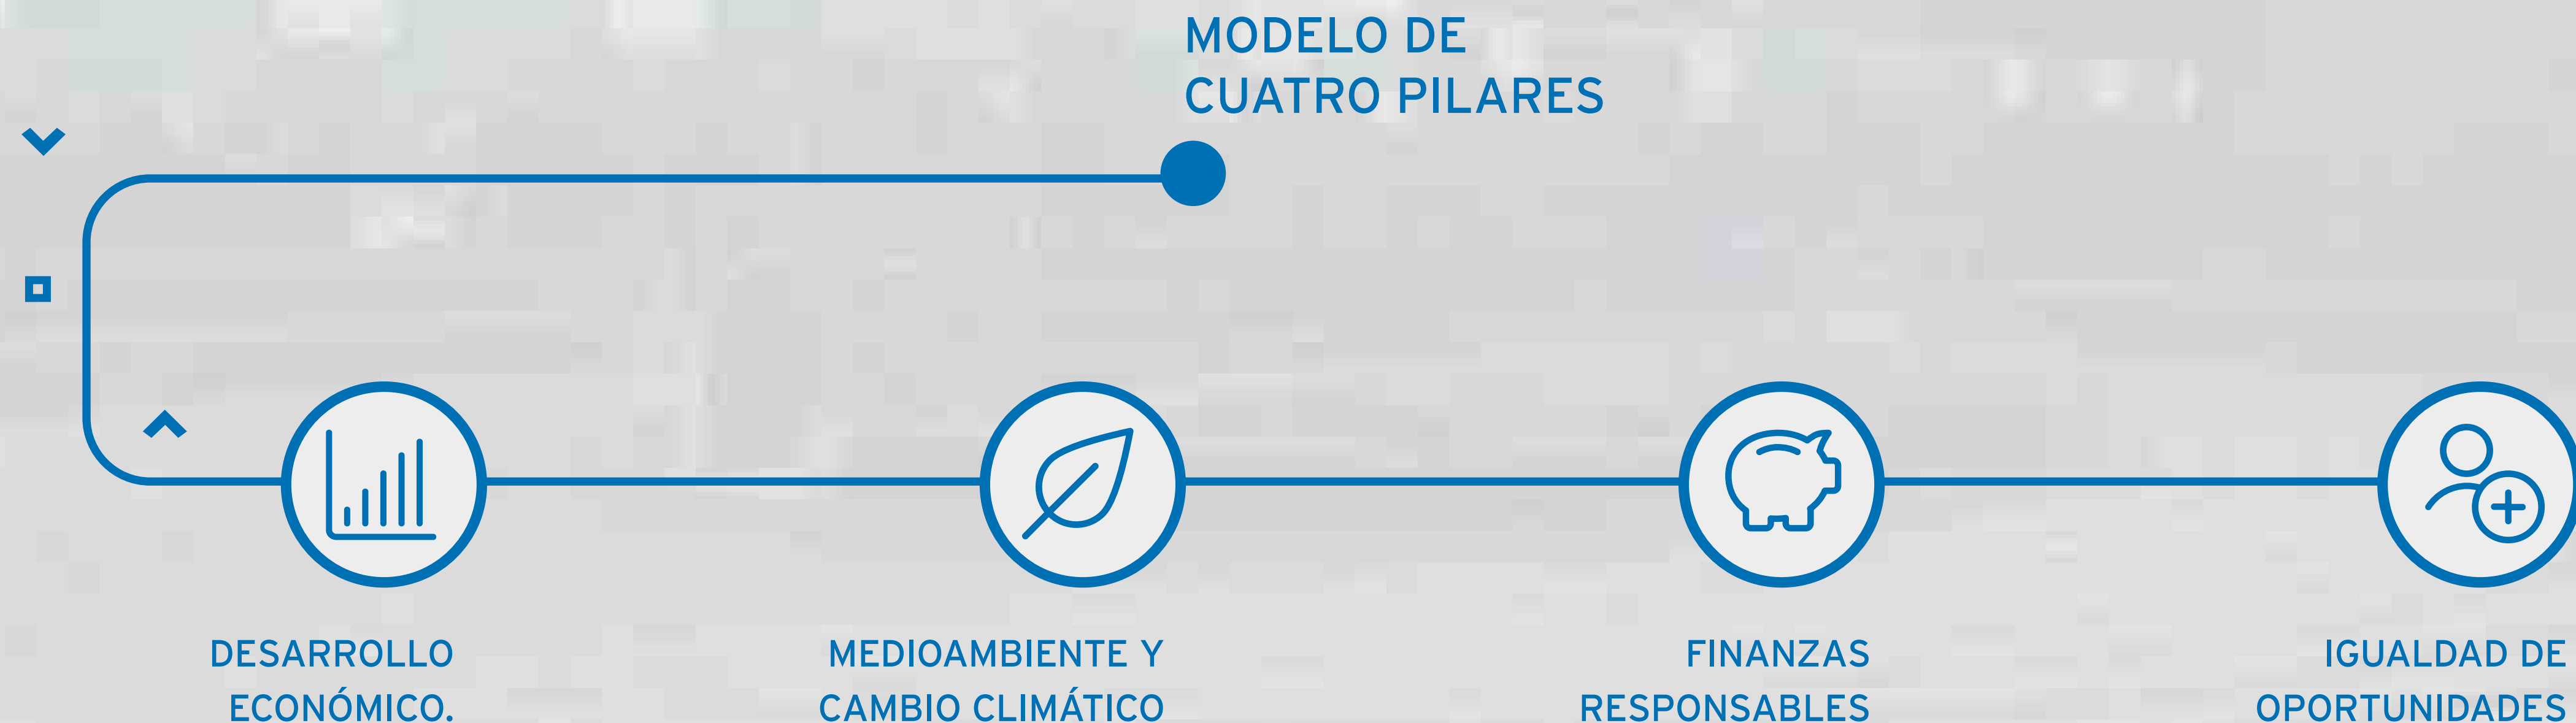 MODELO DE
CUATRO PILARES
DESARROLLO
ECONÓMICO.
MEDIOAMBIENTE Y
CAMBIO CLIMÁTICO
FINANZAS
RESPONSABLES
IGUALDAD DE
OPORTUNIDADES